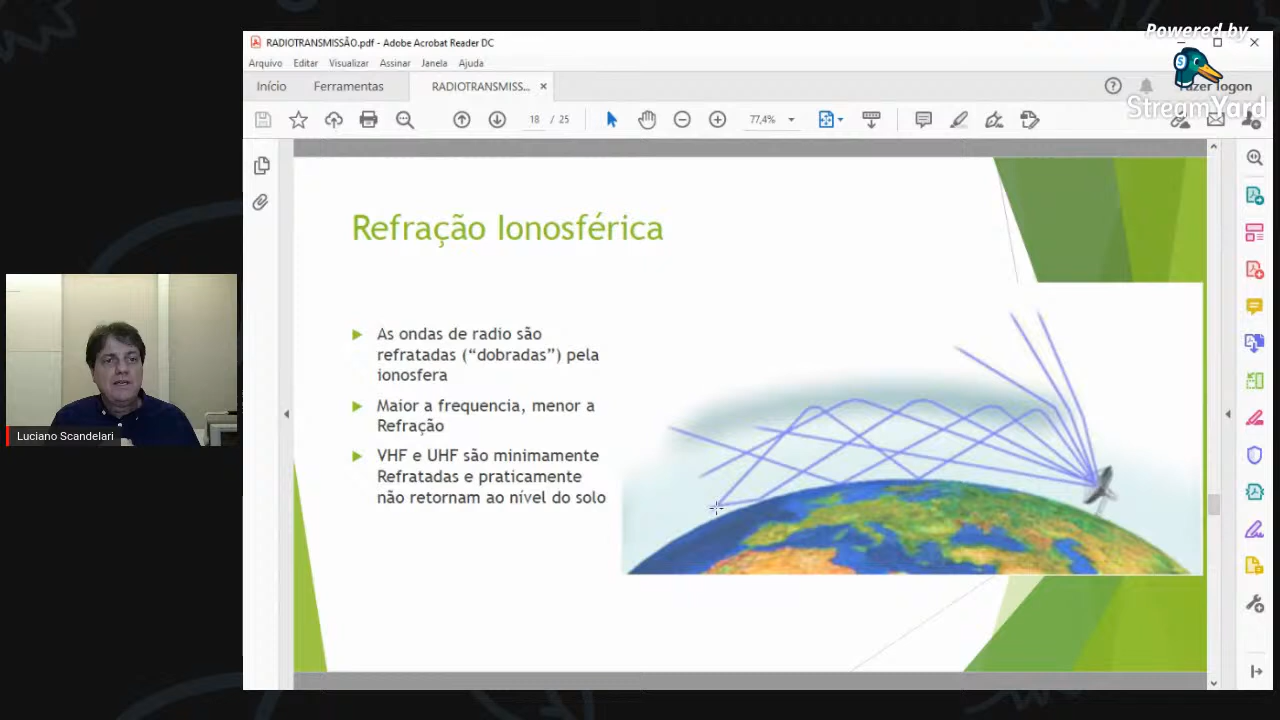 Powered by
StreamYard
RADIOTRANSMISSÃO.pdf - Adobe Acrobat Reader DC
Arquivo Editar Visualizar Assinar Janela Ajuda
Início Ferramentas RADIOTRANSMISS... Fazer logon
18 / 25 77,4%
Refração Ionosférica
As ondas de radio são
refratadas (“dobradas”) pela
ionosfera
Maior a frequencia, menor a
Refração
VHF e UHF são minimamente
Refratadas e praticamente
não retornam ao nível do solo
Luciano Scandelari